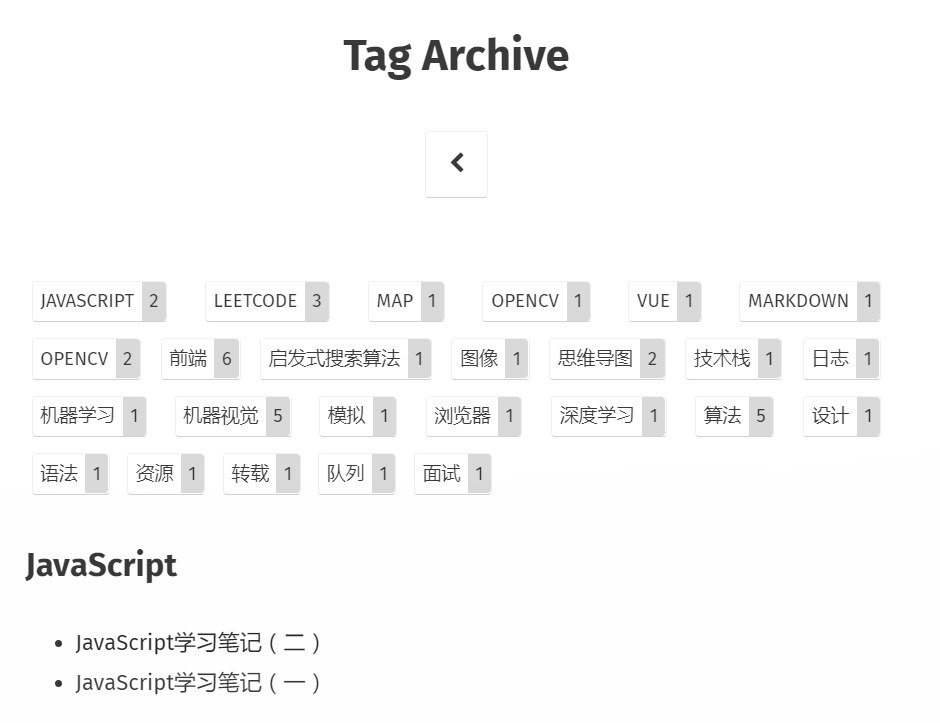 Tag Archive
JAVASCRIPT 2 LEETCODE 3 MAP 1 OPENCV 1 VUE 1 MARKDOWN 1
OPENCV 2 前端 6 启发式搜索算法 1 图像 1 思维导图 2 技术栈 1 日志 1
机器学习 1 机器视觉 5 模拟 1 浏览器 1 深度学习 1 算法 5 设计 1
语法 1 资源 1 转载 1 队列 1 面试 1
JavaScript
JavaScript学习笔记（二）
JavaScript学习笔记（一）